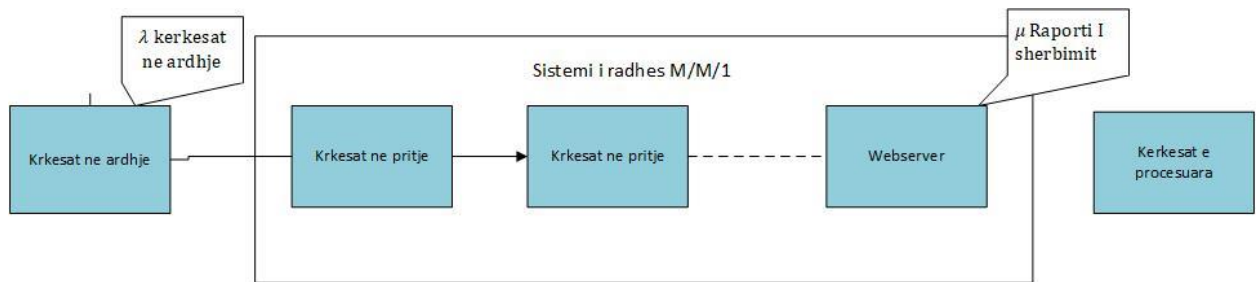 λ kerkesat
ne ardhje
μ Raporti I
sherbimit
Sistemi i radhes M/M/1
Krkesat ne ardhje
Krkesat ne pritje
Krkesat ne pritje
Webserver
Kerkesat e
procesuara